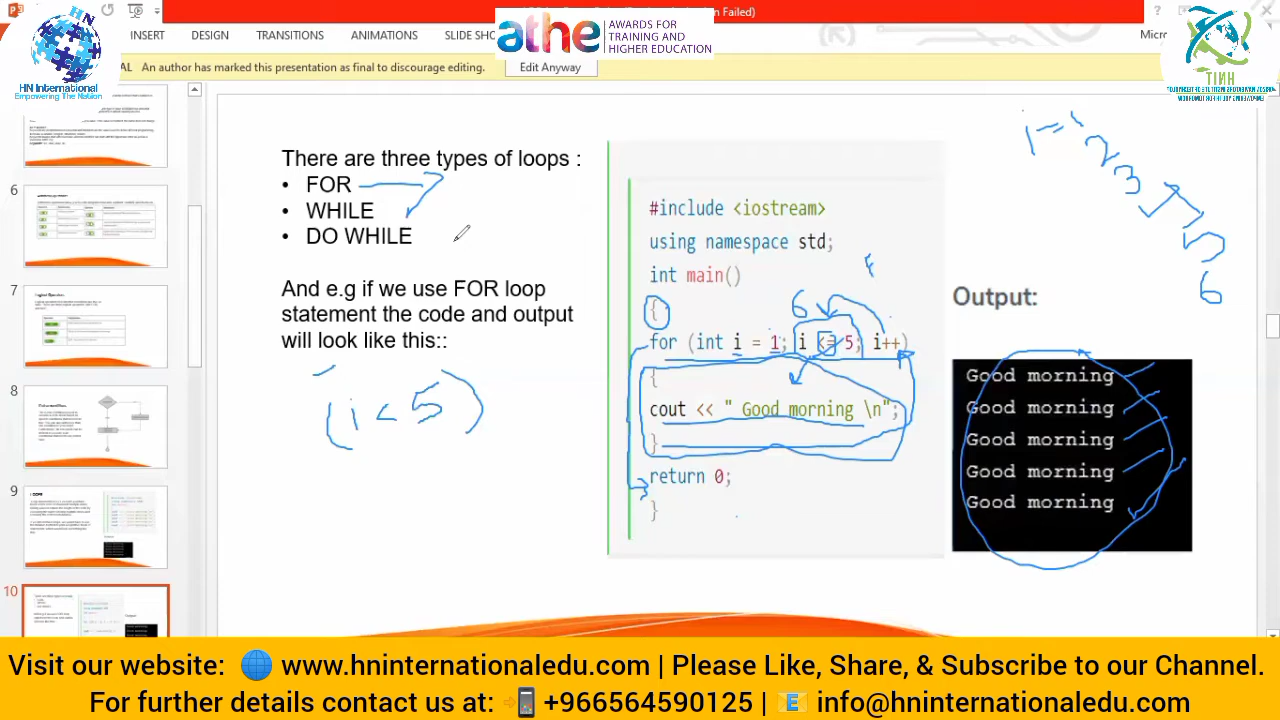 INSERT DESIGN TRANSITIONS ANIMATIONS SLIDE
athe AWARDS FOR TRAINING AND HIGHER EDUCATION
Failed)
?
HN International
Empowering The Nation
An author has marked this presentation as final to discourage editing. Edit Anyway
6
7
8
9
10
There are three types of loops :
• FOR
• WHILE
• DO WHILE
And e.g if we use FOR loop
statement the code and output
will look like this::
(i < 5)
#include <iostream>
using namespace std;
int main()
{
6
for (int i = 1; i <= 5; i++)
{
cout << " Good morning \n";
}
return 0;
}
i = 1
2
3
5
6
Output:
Good morning
Good morning
Good morning
Good morning
Good morning
Visit our website: www.hninternationaledu.com | Please Like, Share, & Subscribe to our Channel.
For further details contact us at: +966564590125 | info@hninternationaledu.com